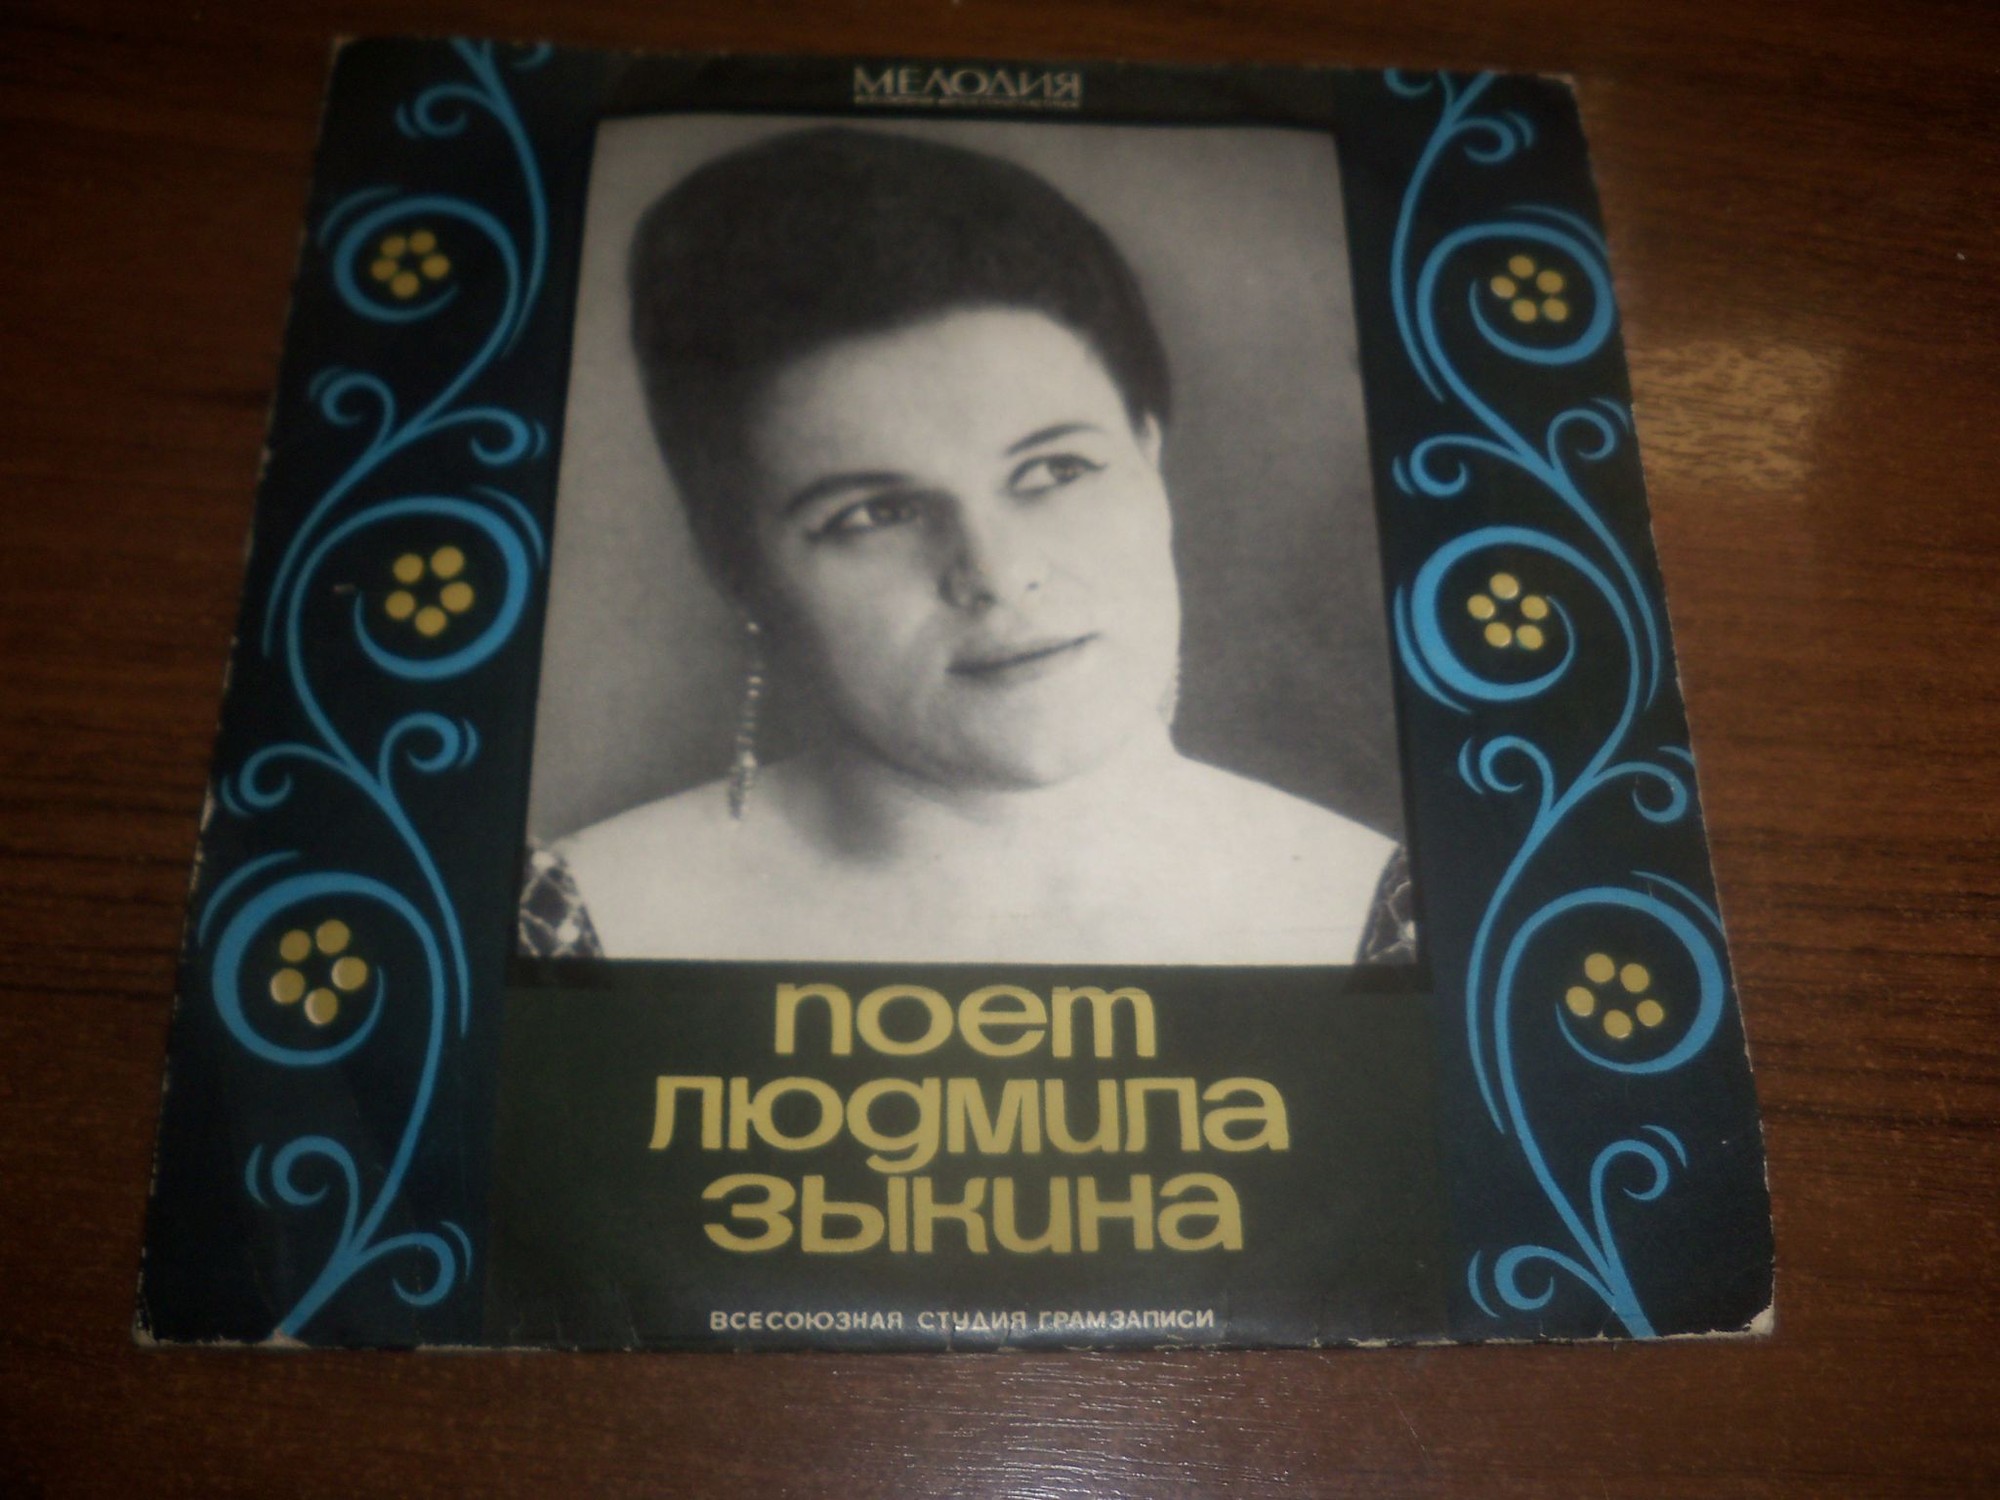 МЕЛОДИЯ
поет
людмила
зыкина
ВСЕСОЮЗНАЯ СТУДИЯ ГРАМЗАПИСИ